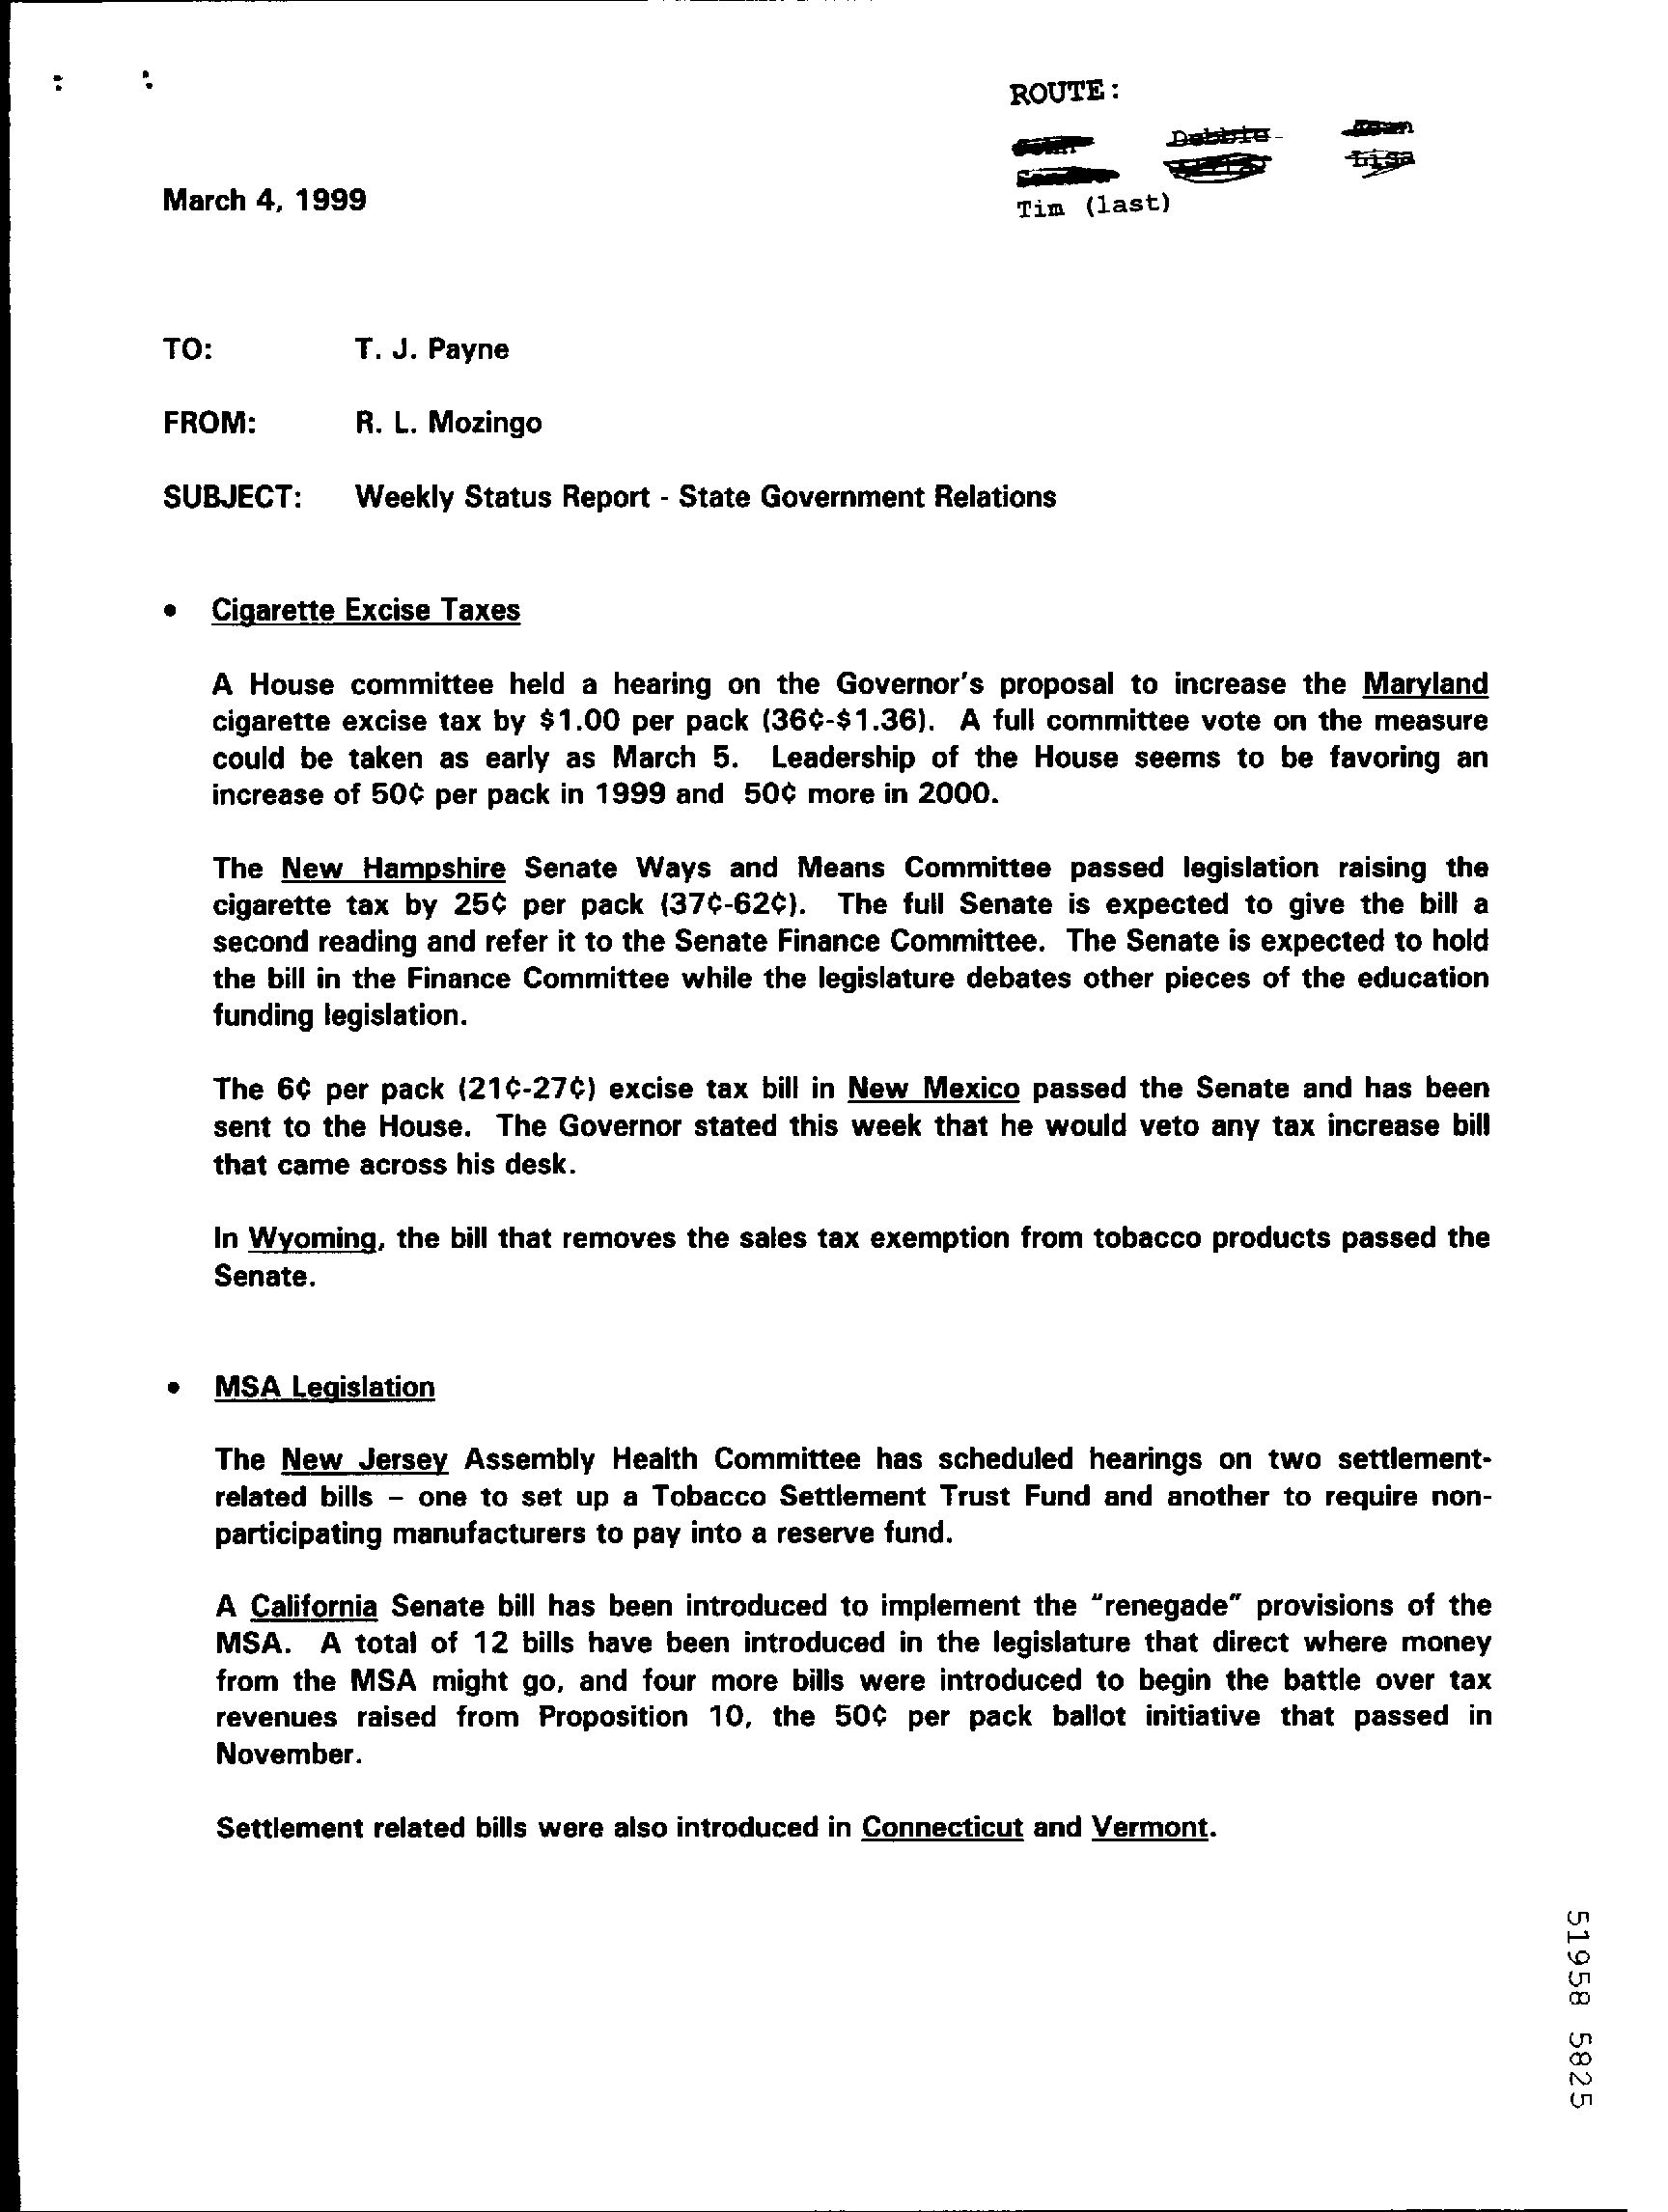 ROUTE:
Debbie
Lisa
March 4, 1999
Tim (last)
TO: T. J. Payne
FROM: R. L. Mozingo
SUBJECT: Weekly Status Report - State Government Relations
• Cigarette Excise Taxes
A House committee held a hearing on the Governor's proposal to increase the Maryland
cigarette excise tax by $1.00 per pack (36¢-$1.36). A full committee vote on the measure
could be taken as early as March 5. Leadership of the House seems to be favoring an
increase of 50¢ per pack in 1999 and 50¢ more in 2000.
The New Hampshire Senate Ways and Means Committee passed legislation raising the
cigarette tax by 25¢ per pack (37¢-62¢). The full Senate is expected to give the bill a
second reading and refer it to the Senate Finance Committee. The Senate is expected to hold
the bill in the Finance Committee while the legislature debates other pieces of the education
funding legislation.
The 6¢ per pack (21¢-27¢) excise tax bill in New Mexico passed the Senate and has been
sent to the House. The Governor stated this week that he would veto any tax increase bill
that came across his desk.
In Wyoming, the bill that removes the sales tax exemption from tobacco products passed the
Senate.
• MSA Legislation
The New Jersey Assembly Health Committee has scheduled hearings on two settlement-
related bills – one to set up a Tobacco Settlement Trust Fund and another to require non-
participating manufacturers to pay into a reserve fund.
A California Senate bill has been introduced to implement the "renegade" provisions of the
MSA. A total of 12 bills have been introduced in the legislature that direct where money
from the MSA might go, and four more bills were introduced to begin the battle over tax
revenues raised from Proposition 10, the 50¢ per pack ballot initiative that passed in
November.
Settlement related bills were also introduced in Connecticut and Vermont.
51958 5825